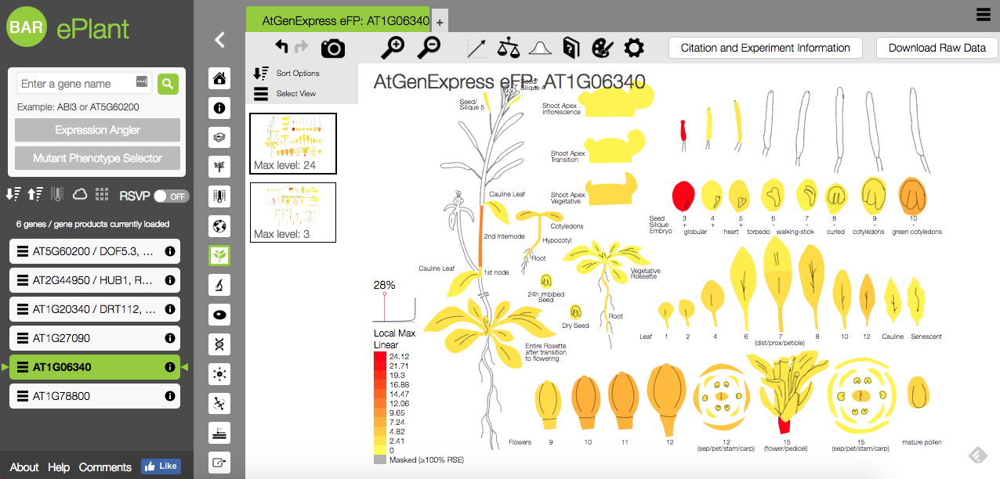 BAR ePlant
Enter a gene name
Example: ABI3 or AT5G60200
Expression Angler
Mutant Phenotype Selector
RSVP OFF
6 genes / gene products currently loaded
AT5G60200 / DOF5.3, ...
AT2G44950 / HUB1, R...
AT1G20340 / DRT112, ...
AT1G27090
AT1G06340
AT1G78800
About Help Comments Like
AtGenExpress eFP: AT1G06340 +
Citation and Experiment Information
Download Raw Data
Sort Options
Select View
Max level: 24
Max level: 3
AtGenExpress eFP: AT1G06340
Seed/
Silique 4
Seed/
Silique 5
Shoot Apex
Inflorescence
Shoot Apex
Transition
Shoot Apex
Vegetative
Cauline Leaf
Cotyledons
2nd Internode
Hypocotyl
Root
Cauline Leaf
1st node
Vegetative
Roesette
24h Imbibed
Seed
Dry Seed
Root
Entire Rosette
after transition
to flowering
Seed 3 4 5 6 7 8 9 10
Silique + + + - - - - -
Embryo globular heart torpedo walking-stick curled cotyledons green cotyledons
Leaf 1 2 4 6 7 8 10 12 Cauline Senescent
(dist/prox/petiole)
Flowers 9 10 11 12 12 15 15 mature pollen
(sep/pet/stam/carp) (flower/pedicel) (sep/pet/stam/carp)
28%
Local Max
Linear
24.12
21.71
19.3
16.88
14.47
12.06
9.65
7.24
4.82
2.41
0
Masked (≥100% RSE)